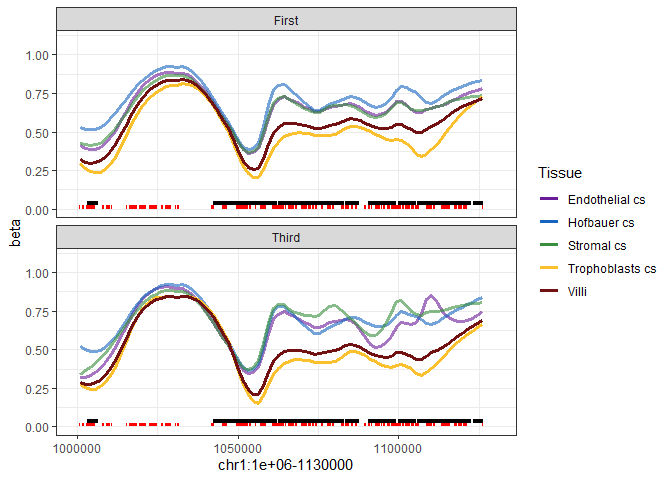 First
1.00
0.75
0.50
0.25
0.00
beta
Third
1.00
0.75
0.50
0.25
0.00
1000000 1050000 1100000
chr1:1e+06-1130000
Tissue
Endothelial cs
Hofbauer cs
Stromal cs
Trophoblasts cs
Villi